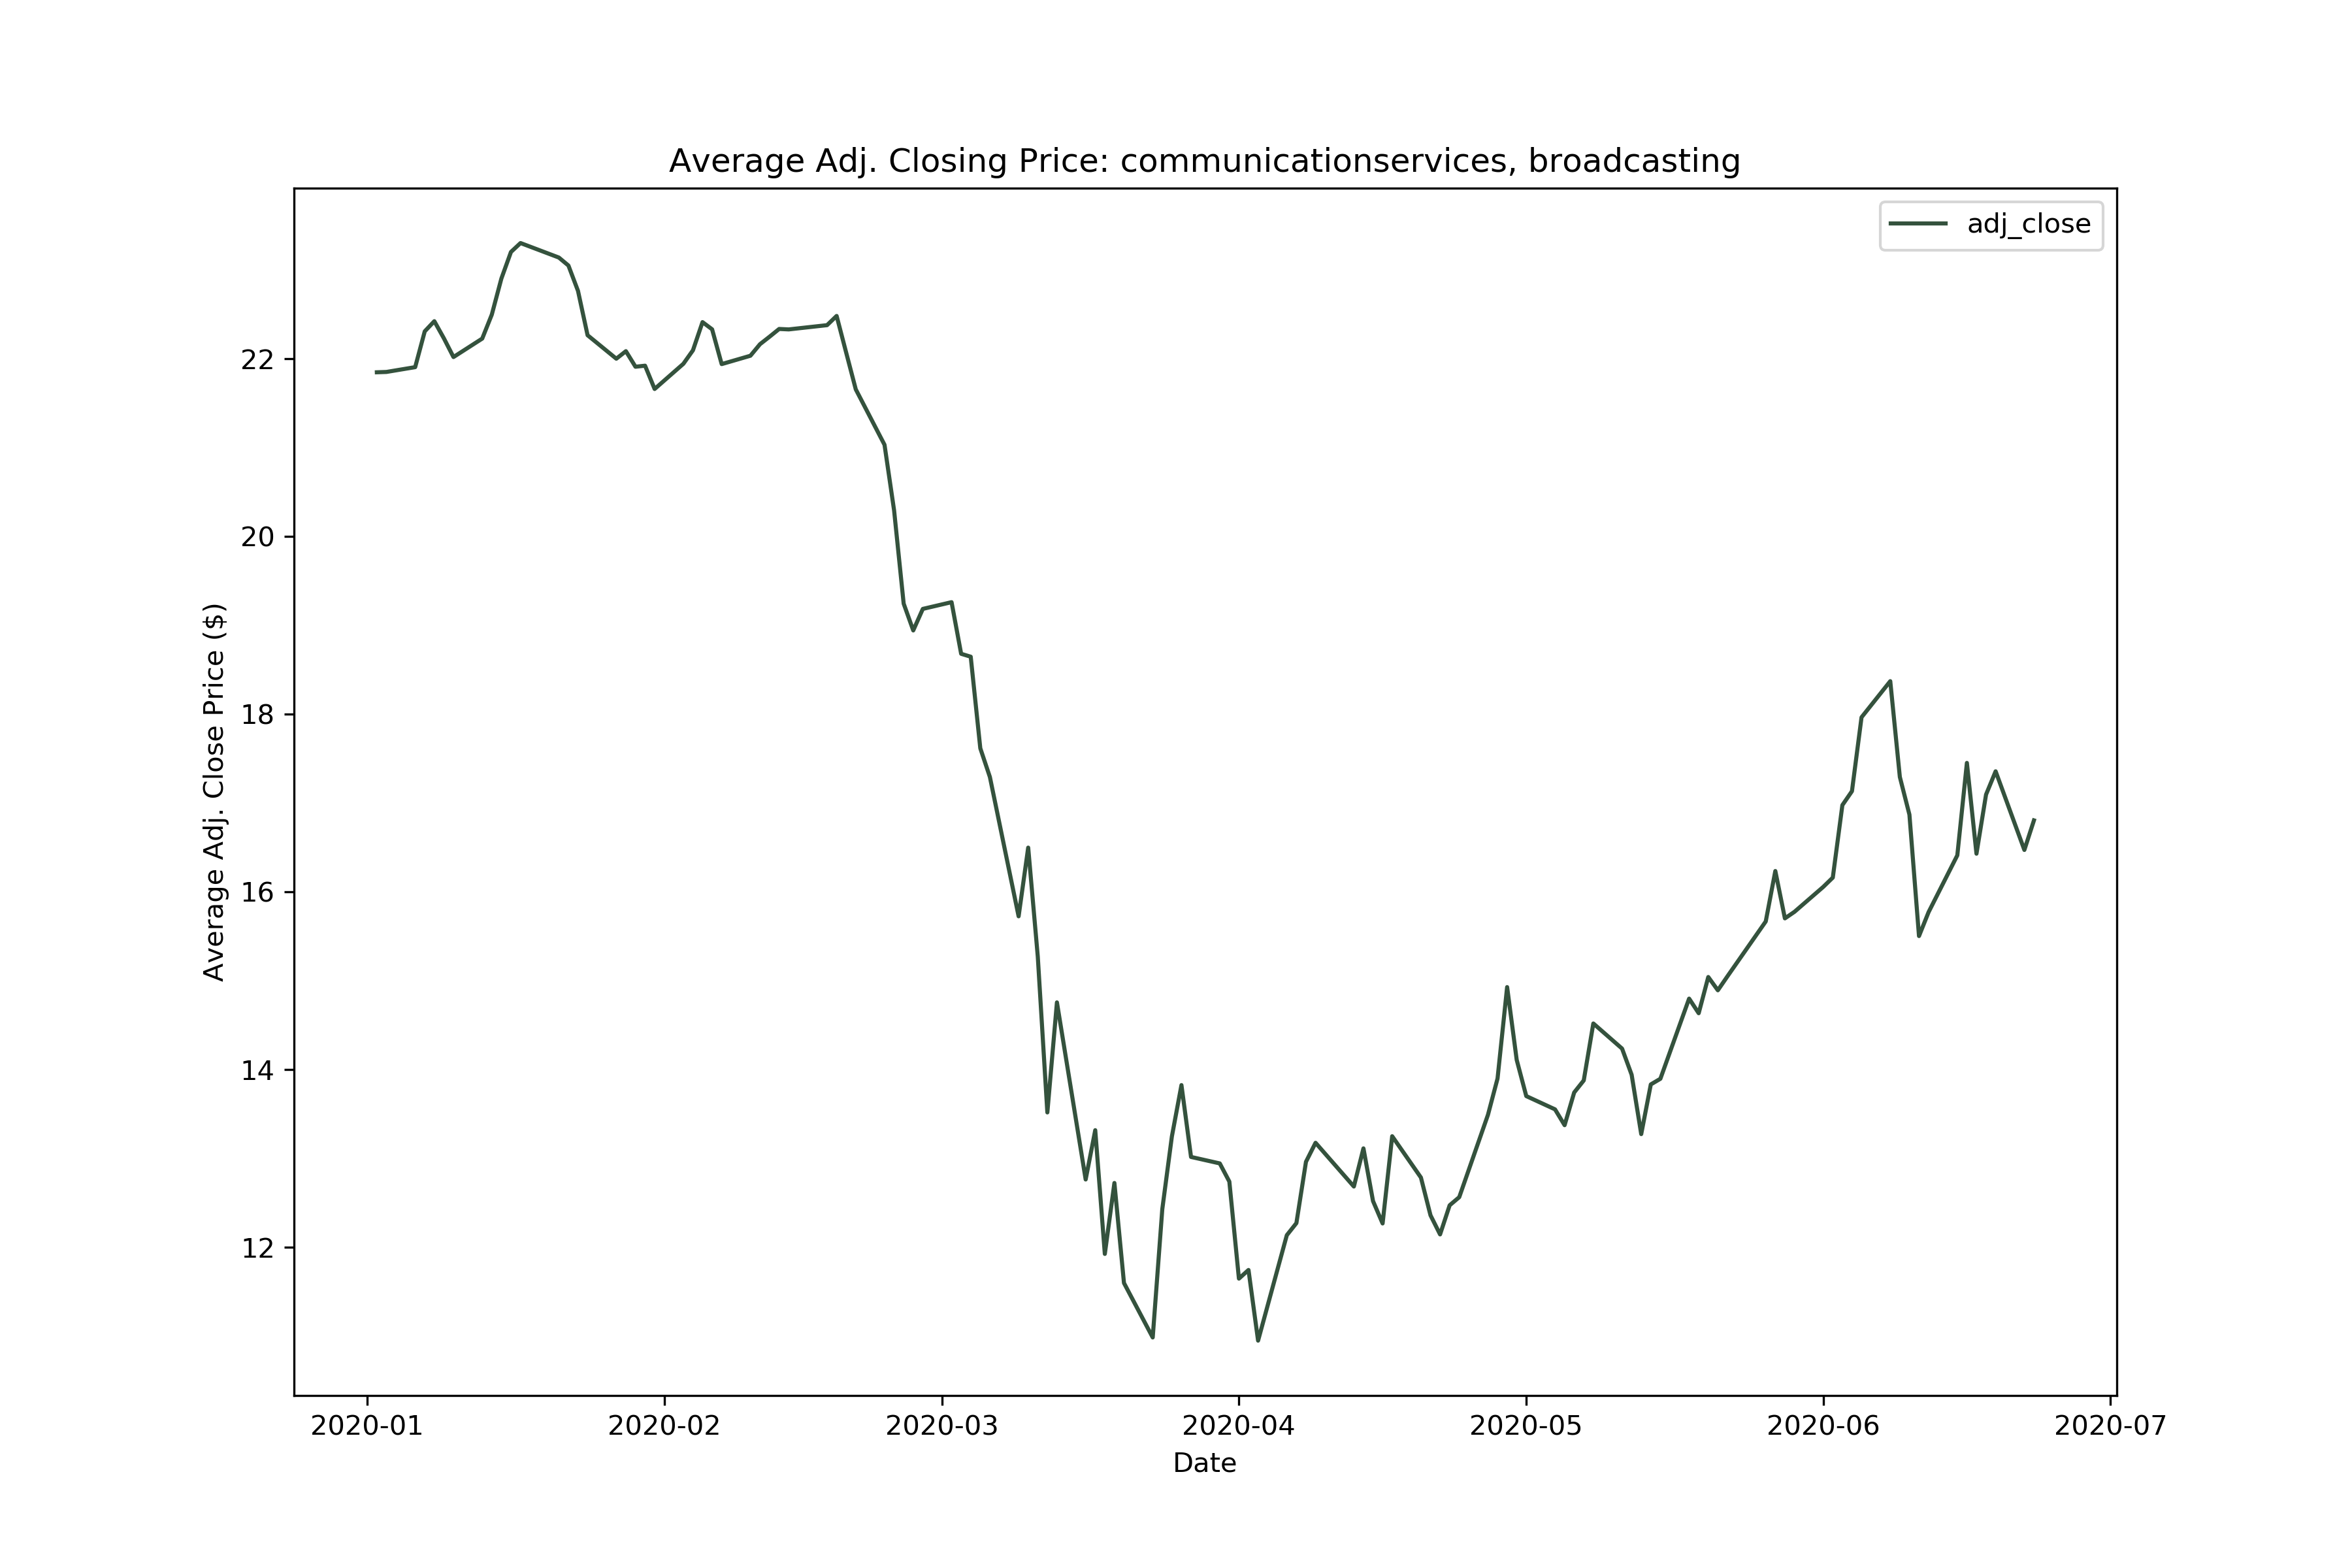 Average Adj. Closing Price: communicationservices, broadcasting
adj_close
Average Adj. Close Price ($)
22
20
18
16
14
12
2020-01 2020-02 2020-03 2020-04 2020-05 2020-06 2020-07
Date